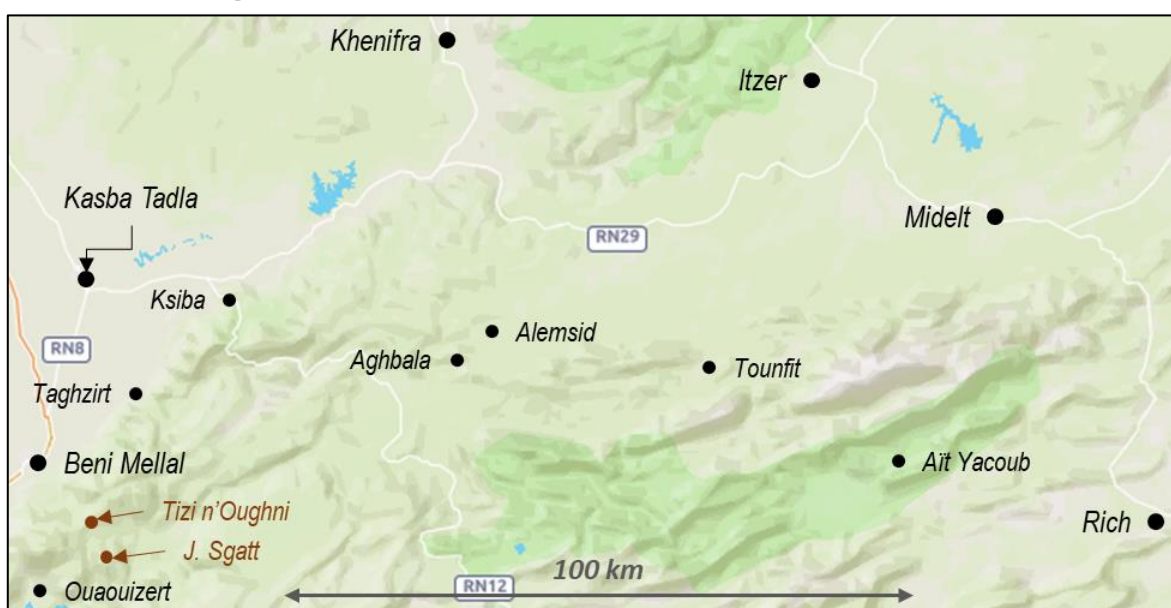 Khenifra
Itzer
Kasba Tadla
Midelt
RN29
Ksiba
Alemsid
RN8
Aghbala
Tounfit
Taghzirt
Beni Mellal
Aït Yacoub
Tizi n’Oughni
Rich
J. Sgatt
100 km
RN12
Ouaouizert